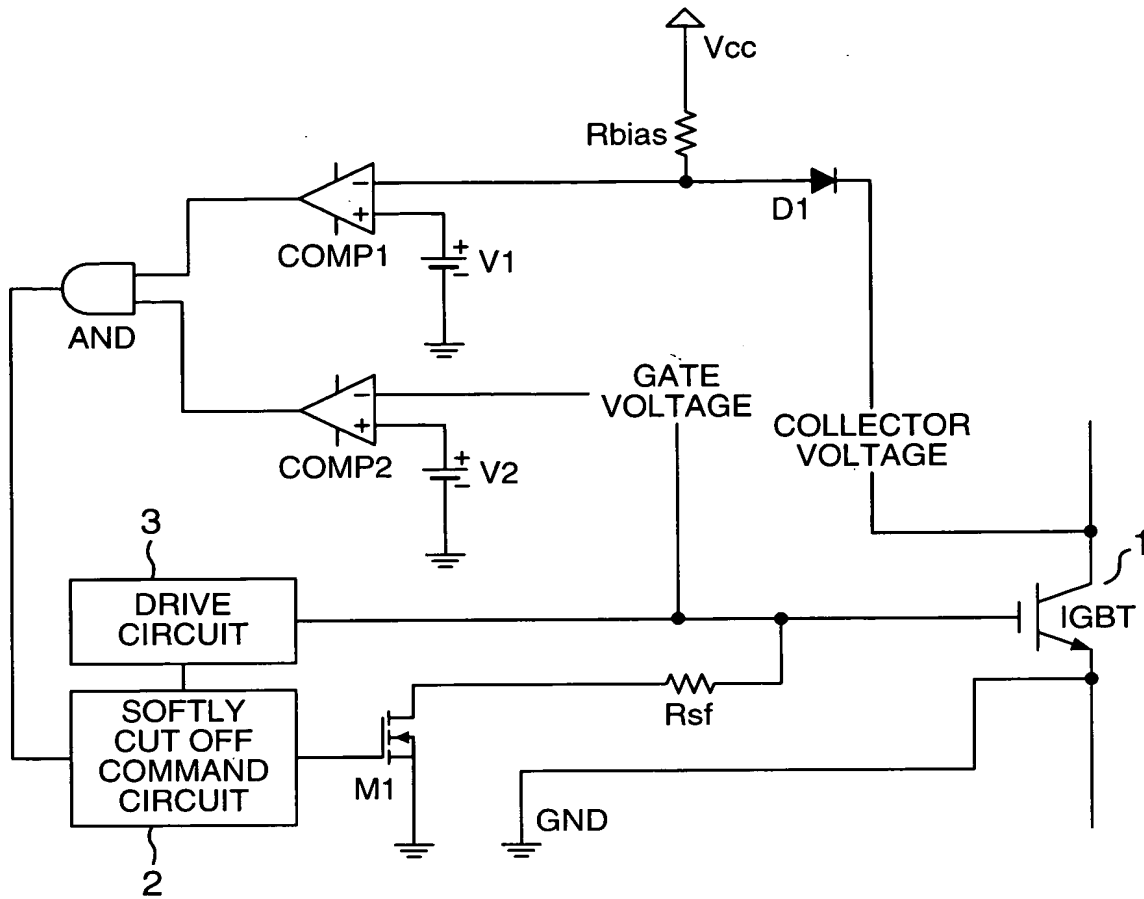 Vcc
Rbias
D1
−
+
COMP1
+
−
V1
AND
GATE
VOLTAGE
COLLECTOR
VOLTAGE
−
+
COMP2
+
−
V2
3
DRIVE
CIRCUIT
1
IGBT
SOFTLY
CUT OFF
COMMAND
CIRCUIT
Rsf
M1
GND
2